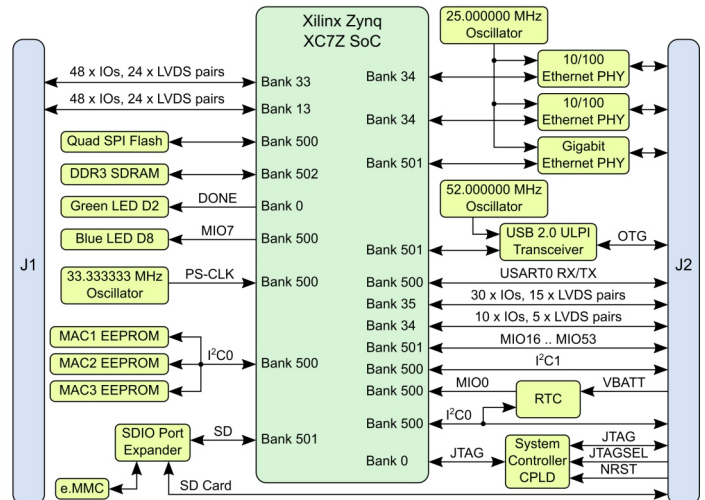 Xilinx Zynq
XC7Z SoC
J1
J2
48 x IOs, 24 x LVDS pairs
Bank 33
48 x IOs, 24 x LVDS pairs
Bank 13
Quad SPI Flash
Bank 500
DDR3 SDRAM
Bank 502
Green LED D2
DONE
Bank 0
Blue LED D8
MIO7
Bank 500
33.333333 MHz
Oscillator
PS-CLK
Bank 500
MAC1 EEPROM
MAC2 EEPROM
MAC3 EEPROM
I²C0
Bank 500
SDIO Port
Expander
SD
Bank 501
e.MMC
SD Card
25.000000 MHz
Oscillator
Bank 34
10/100
Ethernet PHY
Bank 34
10/100
Ethernet PHY
Bank 501
Gigabit
Ethernet PHY
52.000000 MHz
Oscillator
Bank 501
USB 2.0 ULPI
Transceiver
OTG
Bank 500
USART0 RX/TX
Bank 35
30 x IOs, 15 x LVDS pairs
Bank 34
10 x IOs, 5 x LVDS pairs
Bank 501
MIO16 .. MIO53
Bank 500
I²C1
Bank 500
MIO0
RTC
VBATT
Bank 500
I²C0
Bank 0
JTAG
System
Controller
CPLD
JTAG
JTAGSEL
NRST